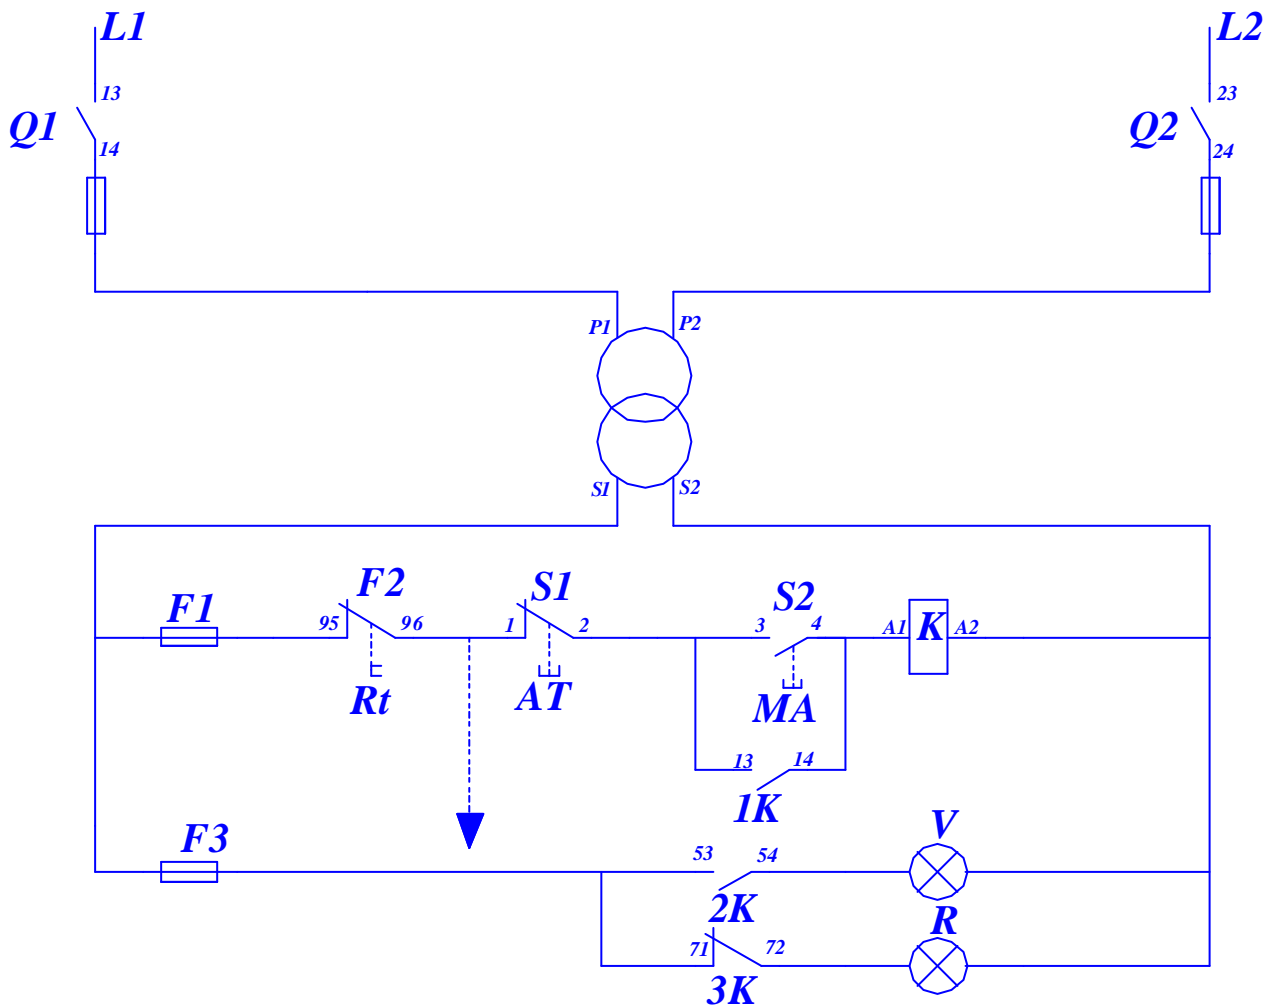 L1 L2
13 23
Q1 Q2
14 24
P1 P2
S1 S2
F1 F2 S1 S2
95 96 1 2 3 4 A1 K A2
Rt AT MA
13 14
1K
F3 V
53 54
2K R
71 72
3K